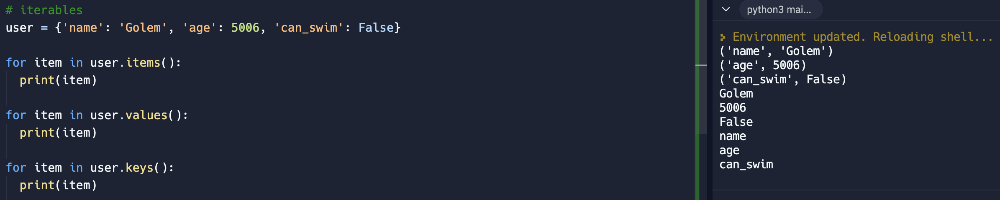 # iterables
user = {'name': 'Golem', 'age': 5006, 'can_swim': False}
for item in user.items():
  print(item)
for item in user.values():
  print(item)
for item in user.keys():
  print(item)
python3 mai...
Environment updated. Reloading shell...
('name', 'Golem')
('age', 5006)
('can_swim', False)
Golem
5006
False
name
age
can_swim